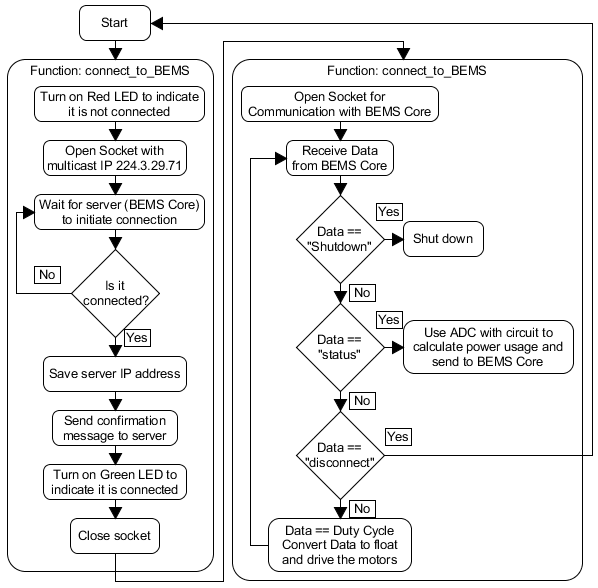 Start
Function: connect_to_BEMS
Turn on Red LED to indicate
it is not connected
Open Socket with
multicast IP 224.3.29.71
Wait for server (BEMS Core)
to initiate connection
No
Is it
connected?
Yes
Save server IP address
Send confirmation
message to server
Turn on Green LED to
indicate it is connected
Close socket
Function: connect_to_BEMS
Open Socket for
Communication with BEMS Core
Receive Data
from BEMS Core
Data ==
"Shutdown"
Yes
Shut down
No
Data ==
"status"
Yes
Use ADC with circuit to
calculate power usage and
send to BEMS Core
No
Data ==
"disconnect"
Yes
No
Data == Duty Cycle
Convert Data to float
and drive the motors